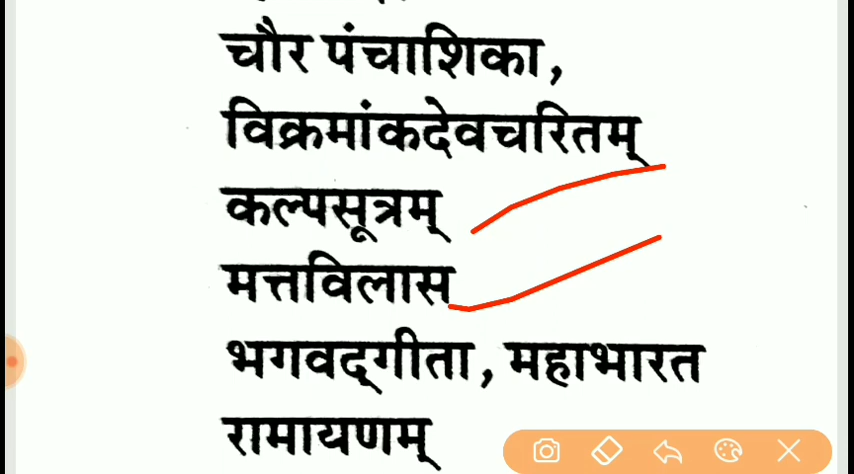 चौर पंचाशिका,
विक्रमांकदेवचरितम्
कल्पसूत्रम्
मत्तविलास
भगवद्‌गीता, महाभारत
रामायणम्